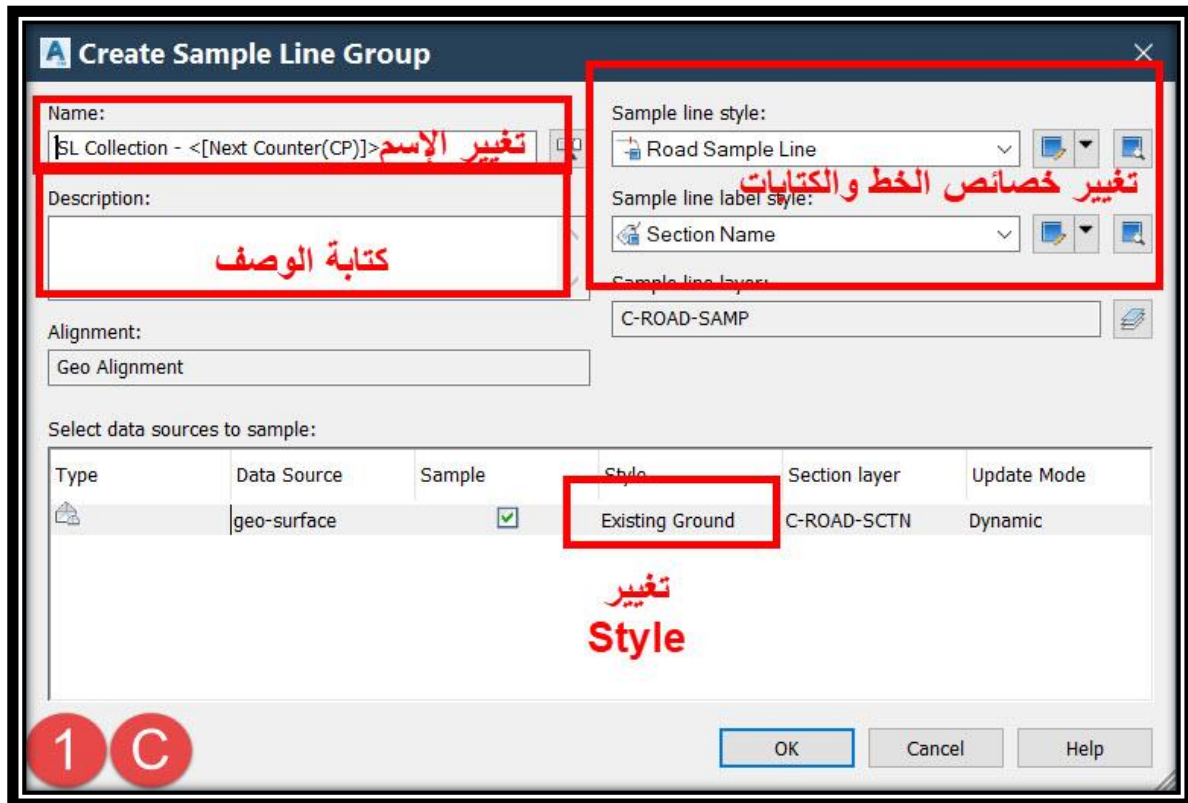 Create Sample Line Group
Name:
SL Collection - <[Next Counter(CP)]>
تغيير الإسم
Description:
كتابة الوصف
Alignment:
Geo Alignment
Sample line style:
Road Sample Line
تغيير خصائص الخط والكتابات
Sample line label style:
Section Name
Sample line layer:
C-ROAD-SAMP
Select data sources to sample:
Type Data Source Sample Style Section layer Update Mode
geo-surface Existing Ground C-ROAD-SCTN Dynamic
تغيير
Style
1 C
OK Cancel Help